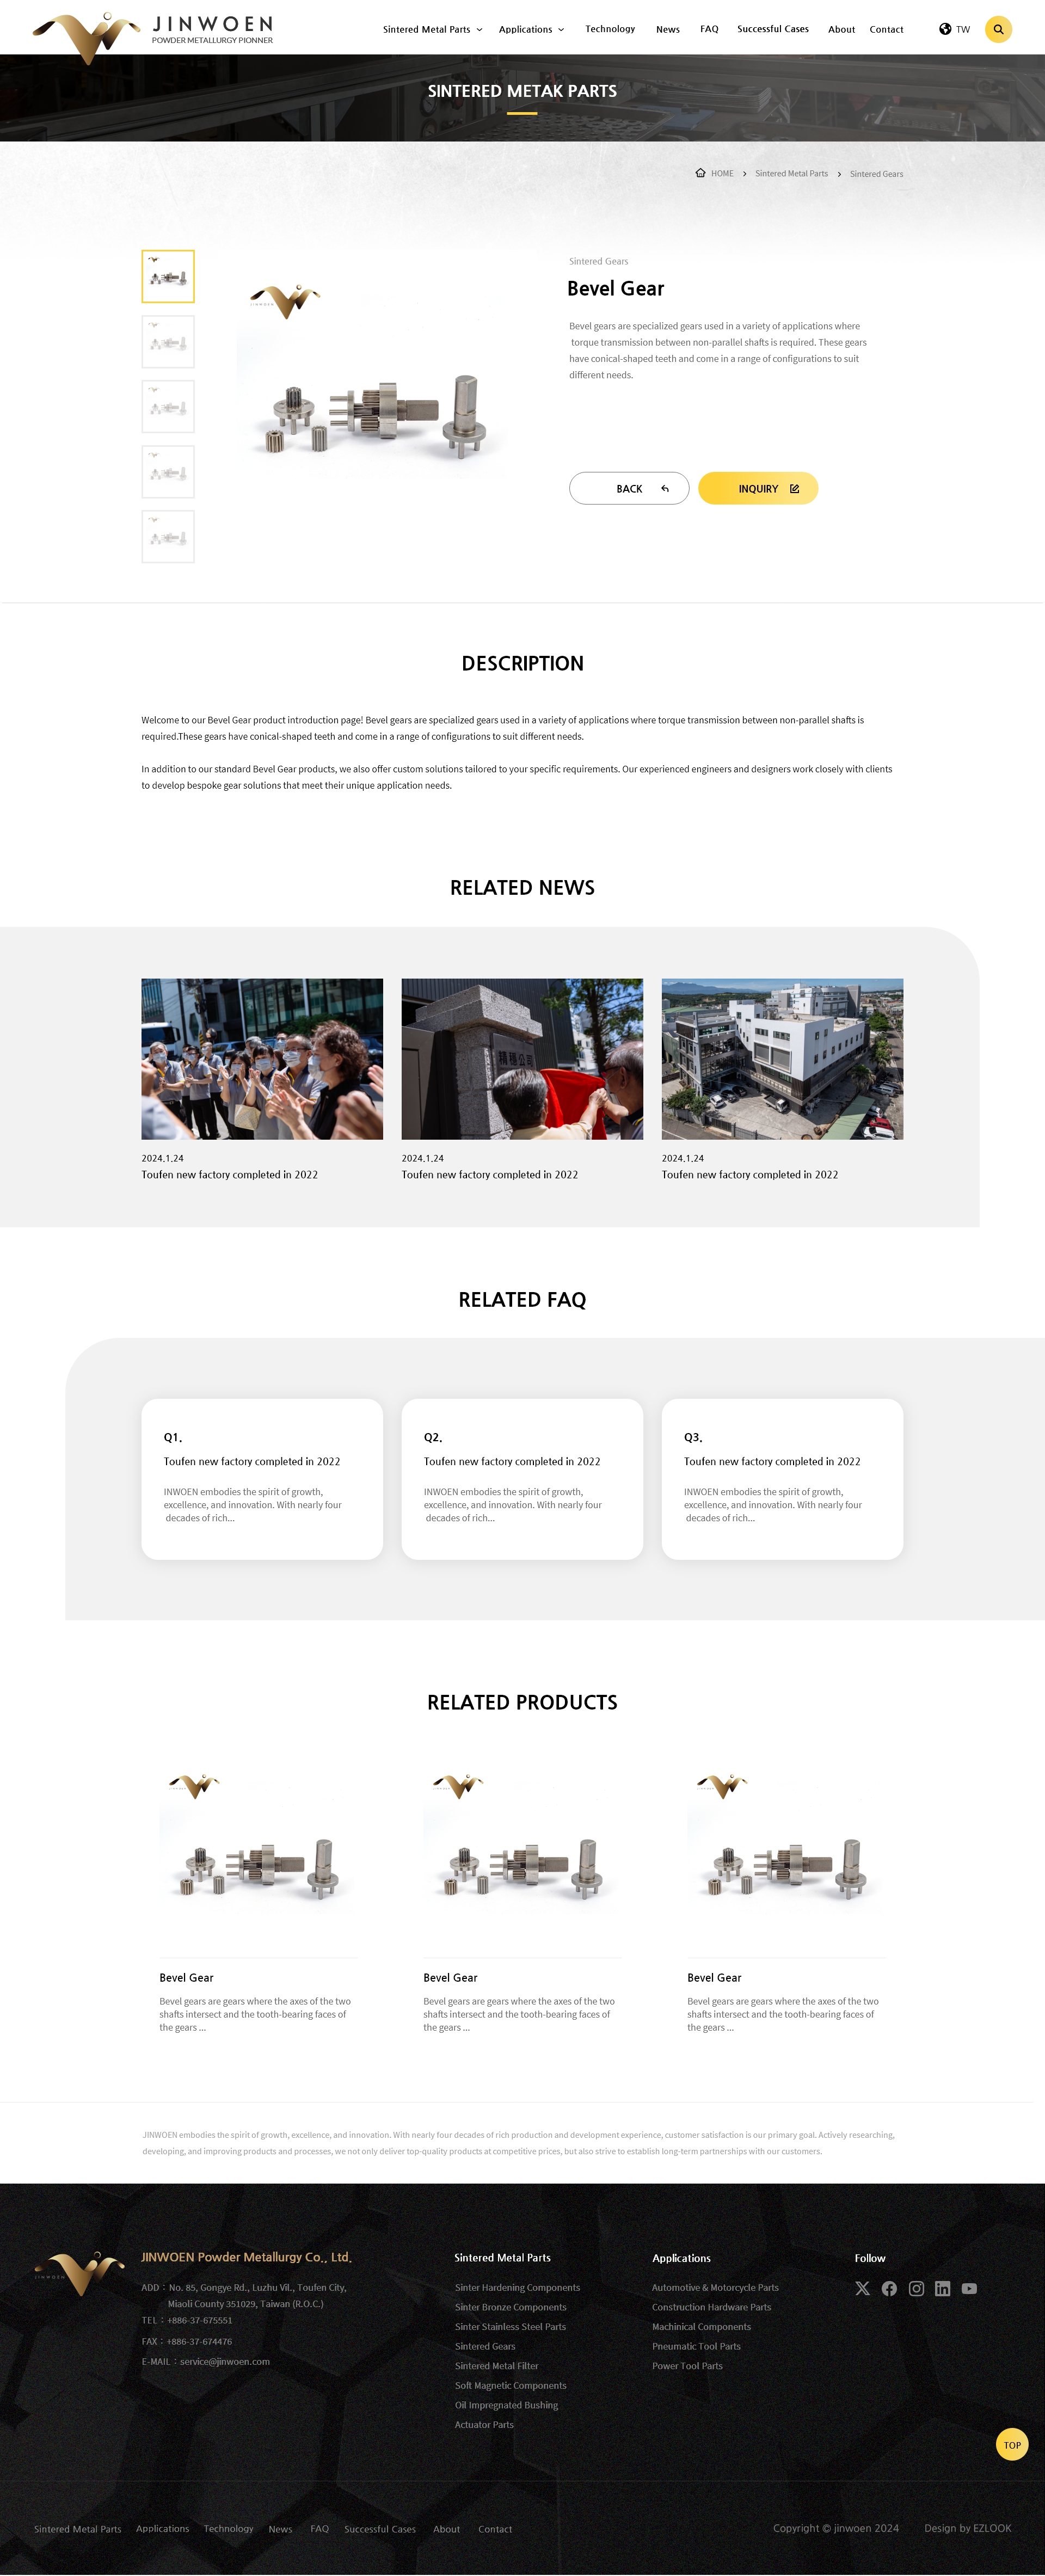 JINWOEN
POWDER METALLURGY PIONNER
Sintered Metal Parts
Applications
Technology
News
FAQ
Successful Cases
About
Contact
TW
SINTERED METAK PARTS
HOME
Sintered Metal Parts
Sintered Gears
Sintered Gears
Bevel Gear
Bevel gears are specialized gears used in a variety of applications where
torque transmission between non-parallel shafts is required. These gears
have conical-shaped teeth and come in a range of configurations to suit
different needs.
BACK
INQUIRY
DESCRIPTION
Welcome to our Bevel Gear product introduction page! Bevel gears are specialized gears used in a variety of applications where torque transmission between non-parallel shafts is
required.These gears have conical-shaped teeth and come in a range of configurations to suit different needs.
In addition to our standard Bevel Gear products, we also offer custom solutions tailored to your specific requirements. Our experienced engineers and designers work closely with clients
to develop bespoke gear solutions that meet their unique application needs.
RELATED NEWS
2024.1.24
Toufen new factory completed in 2022
2024.1.24
Toufen new factory completed in 2022
2024.1.24
Toufen new factory completed in 2022
RELATED FAQ
Q1.
Toufen new factory completed in 2022
INWOEN embodies the spirit of growth,
excellence, and innovation. With nearly four
decades of rich...
Q2.
Toufen new factory completed in 2022
INWOEN embodies the spirit of growth,
excellence, and innovation. With nearly four
decades of rich...
Q3.
Toufen new factory completed in 2022
INWOEN embodies the spirit of growth,
excellence, and innovation. With nearly four
decades of rich...
RELATED PRODUCTS
Bevel Gear
Bevel gears are gears where the axes of the two
shafts intersect and the tooth-bearing faces of
the gears ...
Bevel Gear
Bevel gears are gears where the axes of the two
shafts intersect and the tooth-bearing faces of
the gears ...
Bevel Gear
Bevel gears are gears where the axes of the two
shafts intersect and the tooth-bearing faces of
the gears ...
JINWOEN embodies the spirit of growth, excellence, and innovation. With nearly four decades of rich production and development experience, customer satisfaction is our primary goal. Actively researching,
developing, and improving products and processes, we not only deliver top-quality products at competitive prices, but also strive to establish long-term partnerships with our customers.
JINWOEN Powder Metallurgy Co., Ltd.
ADD：No. 85, Gongye Rd., Luzhu Vil., Toufen City,
Miaoli County 351029, Taiwan (R.O.C.)
TEL：+886-37-675551
FAX：+886-37-674476
E-MAIL：service@jinwoen.com
Sintered Metal Parts
Sinter Hardening Components
Sinter Bronze Components
Sinter Stainless Steel Parts
Sintered Gears
Sintered Metal Filter
Soft Magnetic Components
Oil Impregnated Bushing
Actuator Parts
Applications
Automotive & Motorcycle Parts
Construction Hardware Parts
Machinical Components
Pneumatic Tool Parts
Power Tool Parts
Follow
TOP
Sintered Metal Parts
Applications
Technology
News
FAQ
Successful Cases
About
Contact
Copyright © jinwoen 2024
Design by EZLOOK